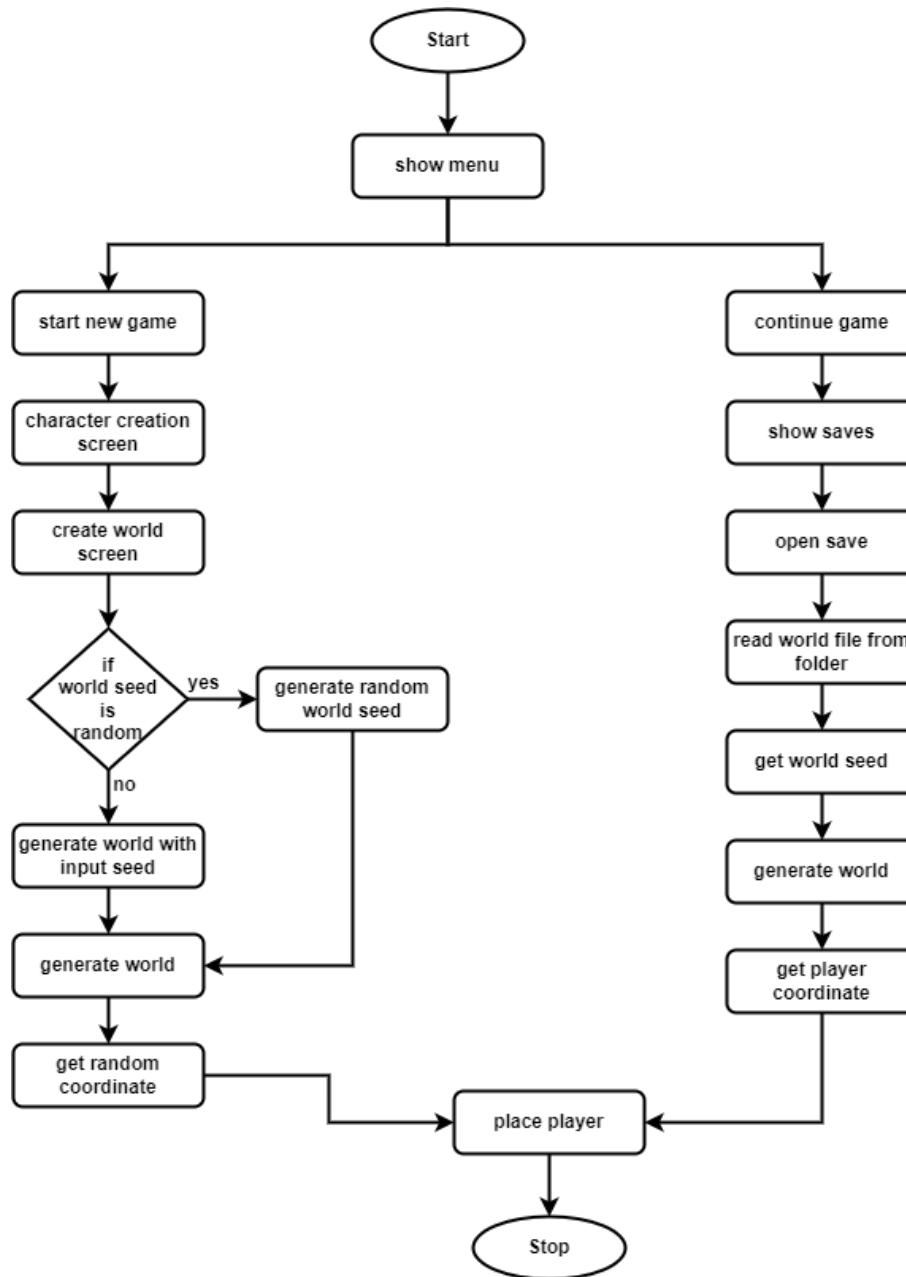 Start
show menu
start new game
continue game
character creation
screen
show saves
create world
screen
open save
if
world seed
is
random
yes
generate random
world seed
read world file from
folder
no
get world seed
generate world with
input seed
generate world
generate world
get player
coordinate
get random
coordinate
place player
Stop